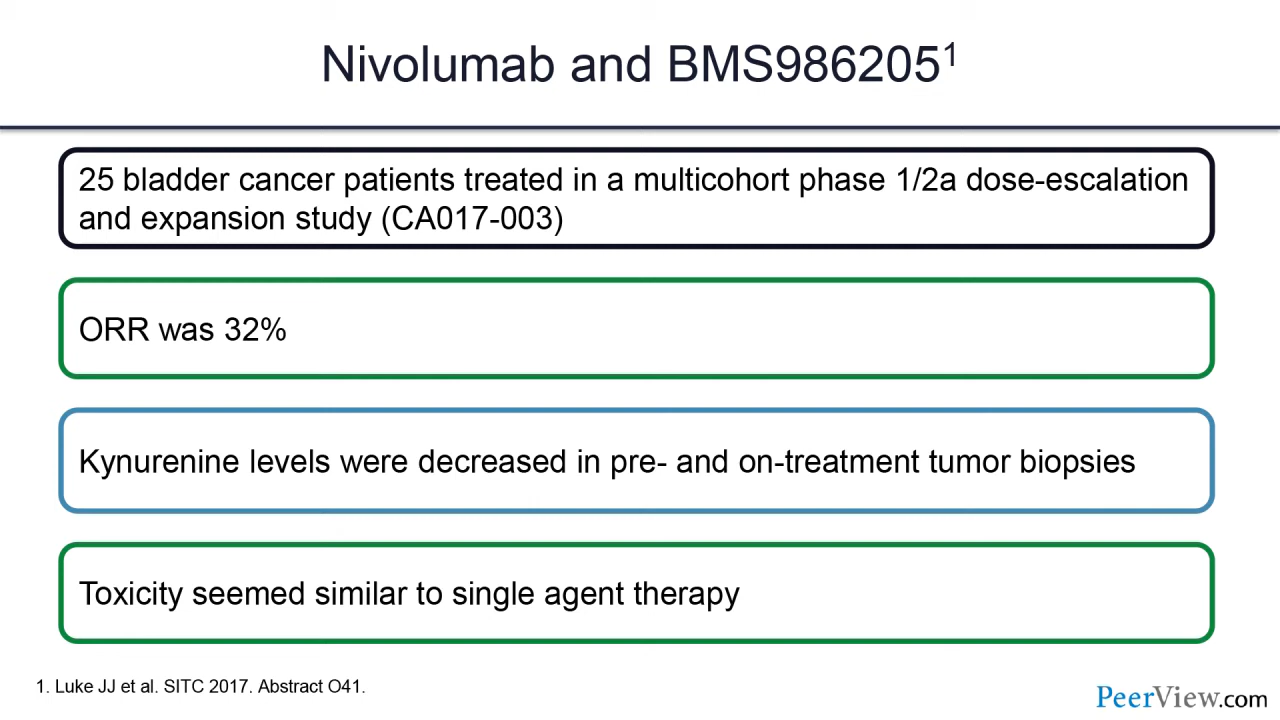 Nivolumab and BMS986205¹
25 bladder cancer patients treated in a multicohort phase 1/2a dose-escalation
and expansion study (CA017-003)
ORR was 32%
Kynurenine levels were decreased in pre- and on-treatment tumor biopsies
Toxicity seemed similar to single agent therapy
1. Luke JJ et al. SITC 2017. Abstract O41.
PeerView.com